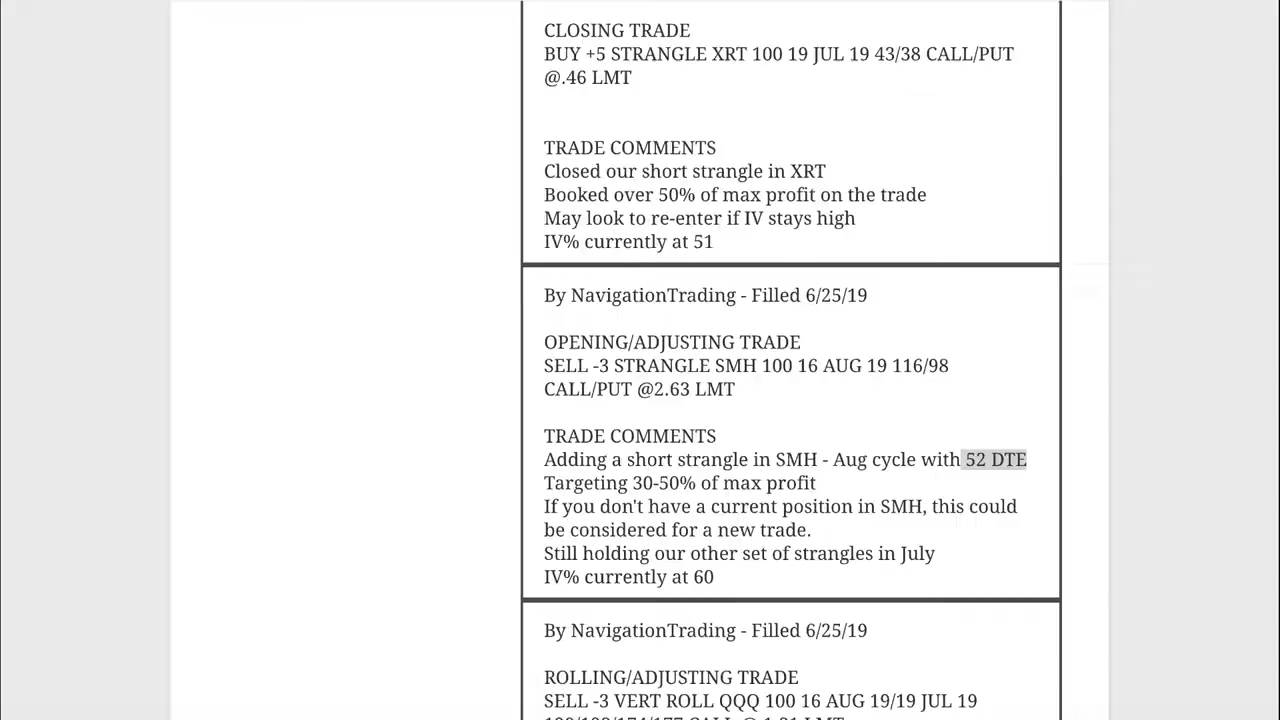 CLOSING TRADE
BUY +5 STRANGLE XRT 100 19 JUL 19 43/38 CALL/PUT
@.46 LMT
TRADE COMMENTS
Closed our short strangle in XRT
Booked over 50% of max profit on the trade
May look to re-enter if IV stays high
IV% currently at 51
By NavigationTrading - Filled 6/25/19
OPENING/ADJUSTING TRADE
SELL -3 STRANGLE SMH 100 16 AUG 19 116/98
CALL/PUT @2.63 LMT
TRADE COMMENTS
Adding a short strangle in SMH - Aug cycle with 52 DTE
Targeting 30-50% of max profit
If you don't have a current position in SMH, this could
be considered for a new trade.
Still holding our other set of strangles in July
IV% currently at 60
By NavigationTrading - Filled 6/25/19
ROLLING/ADJUSTING TRADE
SELL -3 VERT ROLL QQQ 100 16 AUG 19/19 JUL 19